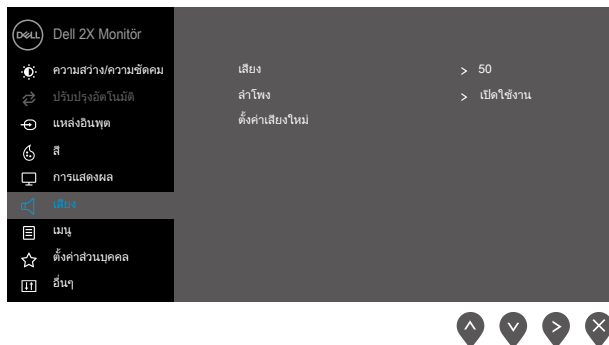 DELL
Dell 2X Monitör
ความสว่าง/ความชัดคม
ปรับปรุงอัตโนมัติ
แหล่งอินพุต
สี
การแสดงผล
เสียง
เมนู
ตั้งค่าส่วนบุคคล
อื่นๆ
เสียง > 50
ลำโพง > เปิดใช้งาน
ตั้งค่าเสียงใหม่